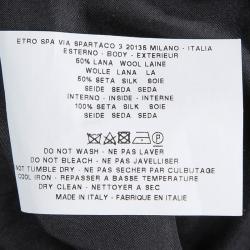 ETRO SPA VIA SPARTACO 3 20135 MILANO - ITALIA
ESTERNO - BODY - EXTERIEUR
50% LANA WOOL LAINE
WOLLE LANA LA
50% SETA SILK SOIE
SEIDE SEDA SEDA
INTERNO - INSIDE - INTERNE
100% SETA SILK SOIE
SEIDE SEDA SEDA
DO NOT WASH - NE PAS LAVER
DO NOT BLEACH - NE PAS JAVELLISER
NOT TUMBLE DRY - NE PAS SECHER PAR CULBUTAGE
COOL IRON - REPASSER A BASSE TEMPERATURE
DRY CLEAN - NETTOYER A SEC
MADE IN ITALY - FABRIQUE EN ITALIE